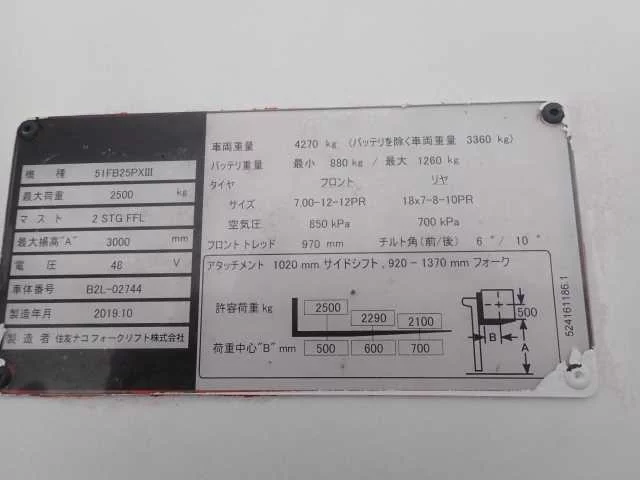 機 種 51FB25PXⅢ
最大荷重 2500 kg
マ ス ト 2 STG FFL
最大揚高"A" 3000 mm
電 圧 48 V
車体番号 B2L-02744
製造年月 2019.10
製 造 者 住友ナコ フォークリフト株式会社
車両重量 4270 kg (バッテリを除く車両重量 3360 kg)
バッテリ重量 最小 880 kg / 最大 1260 kg
タイヤ フロント リヤ
サイズ 7.00-12-12PR 18x7-8-10PR
空気圧 850 kPa 700 kPa
フロント トレッド 970 mm チルト角(前/後) 6 °/ 10 °
アタッチメント 1020 mm サイドシフト, 920 - 1370 mm フォーク
許容荷重 kg 2500 2290 2100
荷重中心"B" mm 500 600 700
500
B
A
524161186.1